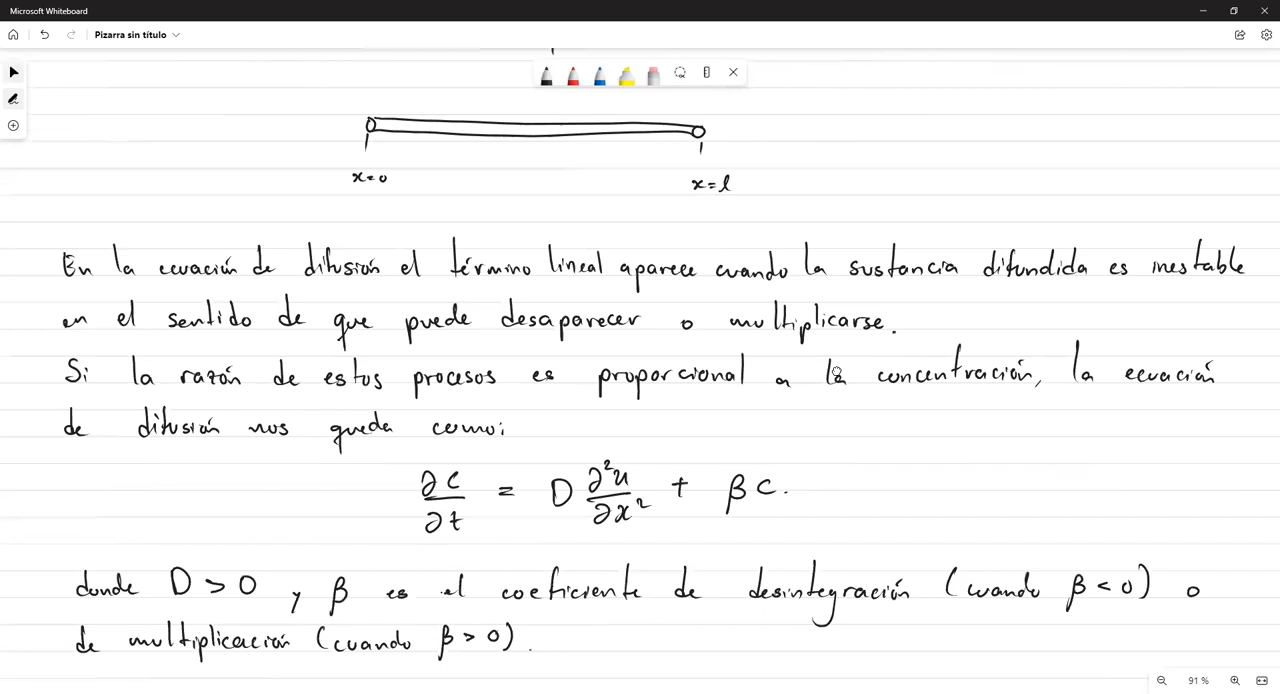 Microsoft Whiteboard
Pizarra sin título
x=0
x=l
En la ecuación de difusión el término lineal aparece cuando la sustancia difundida es inestable
en el sentido de que puede desaparecer o multiplicarse.
Si la razón de estos procesos es proporcional a la concentración, la ecuación
de difusión nos queda como:
∂c/∂t = D ∂²u/∂x² + βc.
donde D > 0 y β es el coeficiente de desintegración (cuando β < 0) o
de multiplicación (cuando β > 0).
91 %